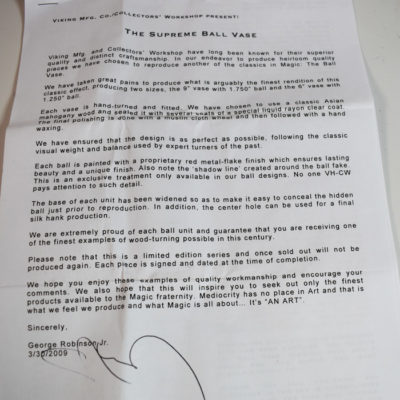 VIKING MFG. CO./COLLECTORS' WORKSHOP PRESENT:
THE SUPREME BALL VASE
Viking Mfg. and Collectors' Workshop have long been known for their superior
quality and distinct craftsmanship. In our endeavor to produce heirloom quality
pieces we have chosen to reproduce another of the classics in Magic: The Ball
Vase.
We have taken great pains to produce what is arguably the finest rendition of this
classic effect, producing two sizes, the 9" vase with 1.750" ball and the 6" vase with
1.250" ball.
Each vase is hand-turned and fitted. We have chosen to use a classic Asian
mahogany wood and sealed it with several coats of a special liquid rayon clear coat.
The final polishing is done with a muslin cloth wheel and then followed with a hand
waxing.
We have ensured that the design is as perfect as possible, following the classic
visual weight and balance used by expert turners of the past.
Each ball is painted with a proprietary red metal-flake finish which ensures lasting
beauty and a unique finish. Also note the 'shadow line' created around the ball fake.
This is an exclusive treatment only available in our ball designs. No one VH-CW
pays attention to such detail.
The base of each unit has been widened so as to make it easy to conceal the hidden
ball just prior to reproduction. In addition, the center hole can be used for a final
silk hank production.
We are extremely proud of each ball unit and guarantee that you are receiving one
of the finest examples of wood-turning possible in this century.
Please note that this is a limited edition series and once sold out will not be
produced again. Each piece is signed and dated at the time of completion.
We hope you enjoy these examples of quality workmanship and encourage your
comments. We also hope that this will inspire you to seek out only the finest
products available to the Magic fraternity. Mediocrity has no place in Art and that is
what we feel we produce and what Magic is all about... It's "AN ART".
Sincerely,
George Robinson Jr.
3/30/2009